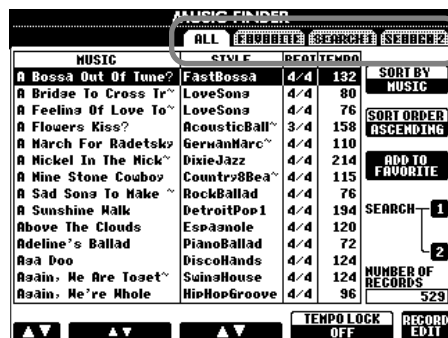 MUSIC FINDER
ALL FAVORITE SEARCH 1 SEARCH 2
MUSIC STYLE BEAT TEMPO
A Bossa Out Of Tune? FastBossa 4/4 132
A Bridge To Cross Tr~ LoveSong 4/4 80
A Feeling Of Love To~ LoveSong 4/4 76
A Flowers Kiss? AcousticBall~ 3/4 158
A March For Radetsky GermanMarc~ 4/4 110
A Nickel In The Nick~ DixieJazz 4/4 214
A Nine Stone Cowboy Country8Bea~ 4/4 115
A Sad Song To Make ~ RockBallad 4/4 76
A Sunshine Walk DetroitPop1 4/4 194
Above The Clouds Espagnole 4/4 120
Adeline's Ballad PianoBallad 4/4 72
Aga Doo DiscoHands 4/4 124
Again, We Are Toget~ SwingHouse 4/4 124
Again, We're Whole HipHopGroove 4/4 96
SORT BY
MUSIC
SORT ORDER
ASCENDING
ADD TO
FAVORITE
SEARCH 1
2
NUMBER OF
RECORDS
529
TEMPO LOCK
OFF
RECORD
EDIT